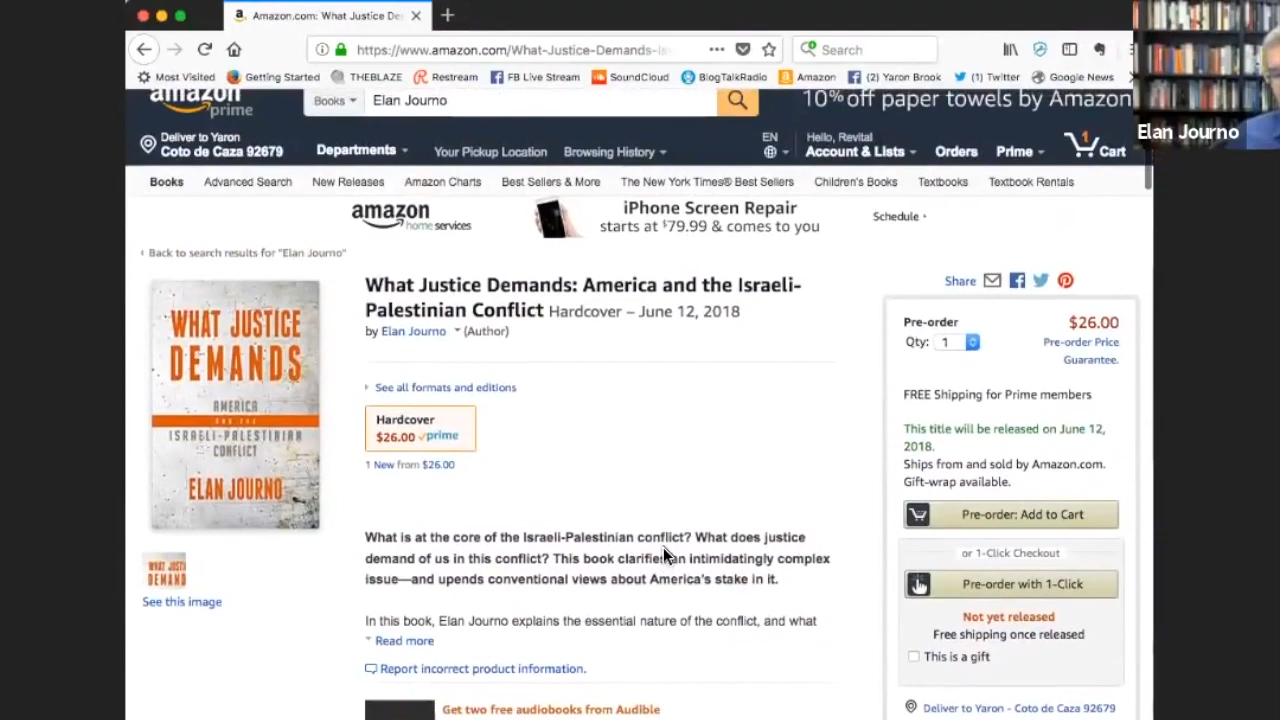 Amazon.com: What Justice De
https://www.amazon.com/What-Justice-Demands-Is
Search
Most Visited
Getting Started
THEBLAZE
Restream
FB Live Stream
SoundCloud
BlogTalkRadio
Amazon
(2) Yaron Brook
(1) Twitter
Google News
amazon
prime
Books
Elan Journo
10% off paper towels by Amazon
Elan Journo
Deliver to Yaron
Coto de Caza 92679
Departments
Your Pickup Location
Browsing History
EN
Hello, Revital
Account & Lists
Orders
Prime
1
Cart
Books
Advanced Search
New Releases
Amazon Charts
Best Sellers & More
The New York Times® Best Sellers
Children's Books
Textbooks
Textbook Rentals
amazon
home services
iPhone Screen Repair
starts at $79.99 & comes to you
Schedule
‹ Back to search results for "Elan Journo"
WHAT JUSTICE
DEMANDS
AMERICA
AND THE
ISRAELI-PALESTINIAN
CONFLICT
ELAN JOURNO
WHAT JUSTI
DEMAND
See this image
What Justice Demands: America and the Israeli-
Palestinian Conflict Hardcover – June 12, 2018
by Elan Journo (Author)
See all formats and editions
Hardcover
$26.00 prime
1 New from $26.00
What is at the core of the Israeli-Palestinian conflict? What does justice
demand of us in this conflict? This book clarifies an intimidatingly complex
issue—and upends conventional views about America's stake in it.
In this book, Elan Journo explains the essential nature of the conflict, and what
Read more
Report incorrect product information.
Get two free audiobooks from Audible
Share
Pre-order
$26.00
Qty: 1
Pre-order Price
Guarantee.
FREE Shipping for Prime members
This title will be released on June 12,
2018.
Ships from and sold by Amazon.com.
Gift-wrap available.
Pre-order: Add to Cart
or 1-Click Checkout
Pre-order with 1-Click
Not yet released
Free shipping once released
This is a gift
Deliver to Yaron - Coto de Caza 92679